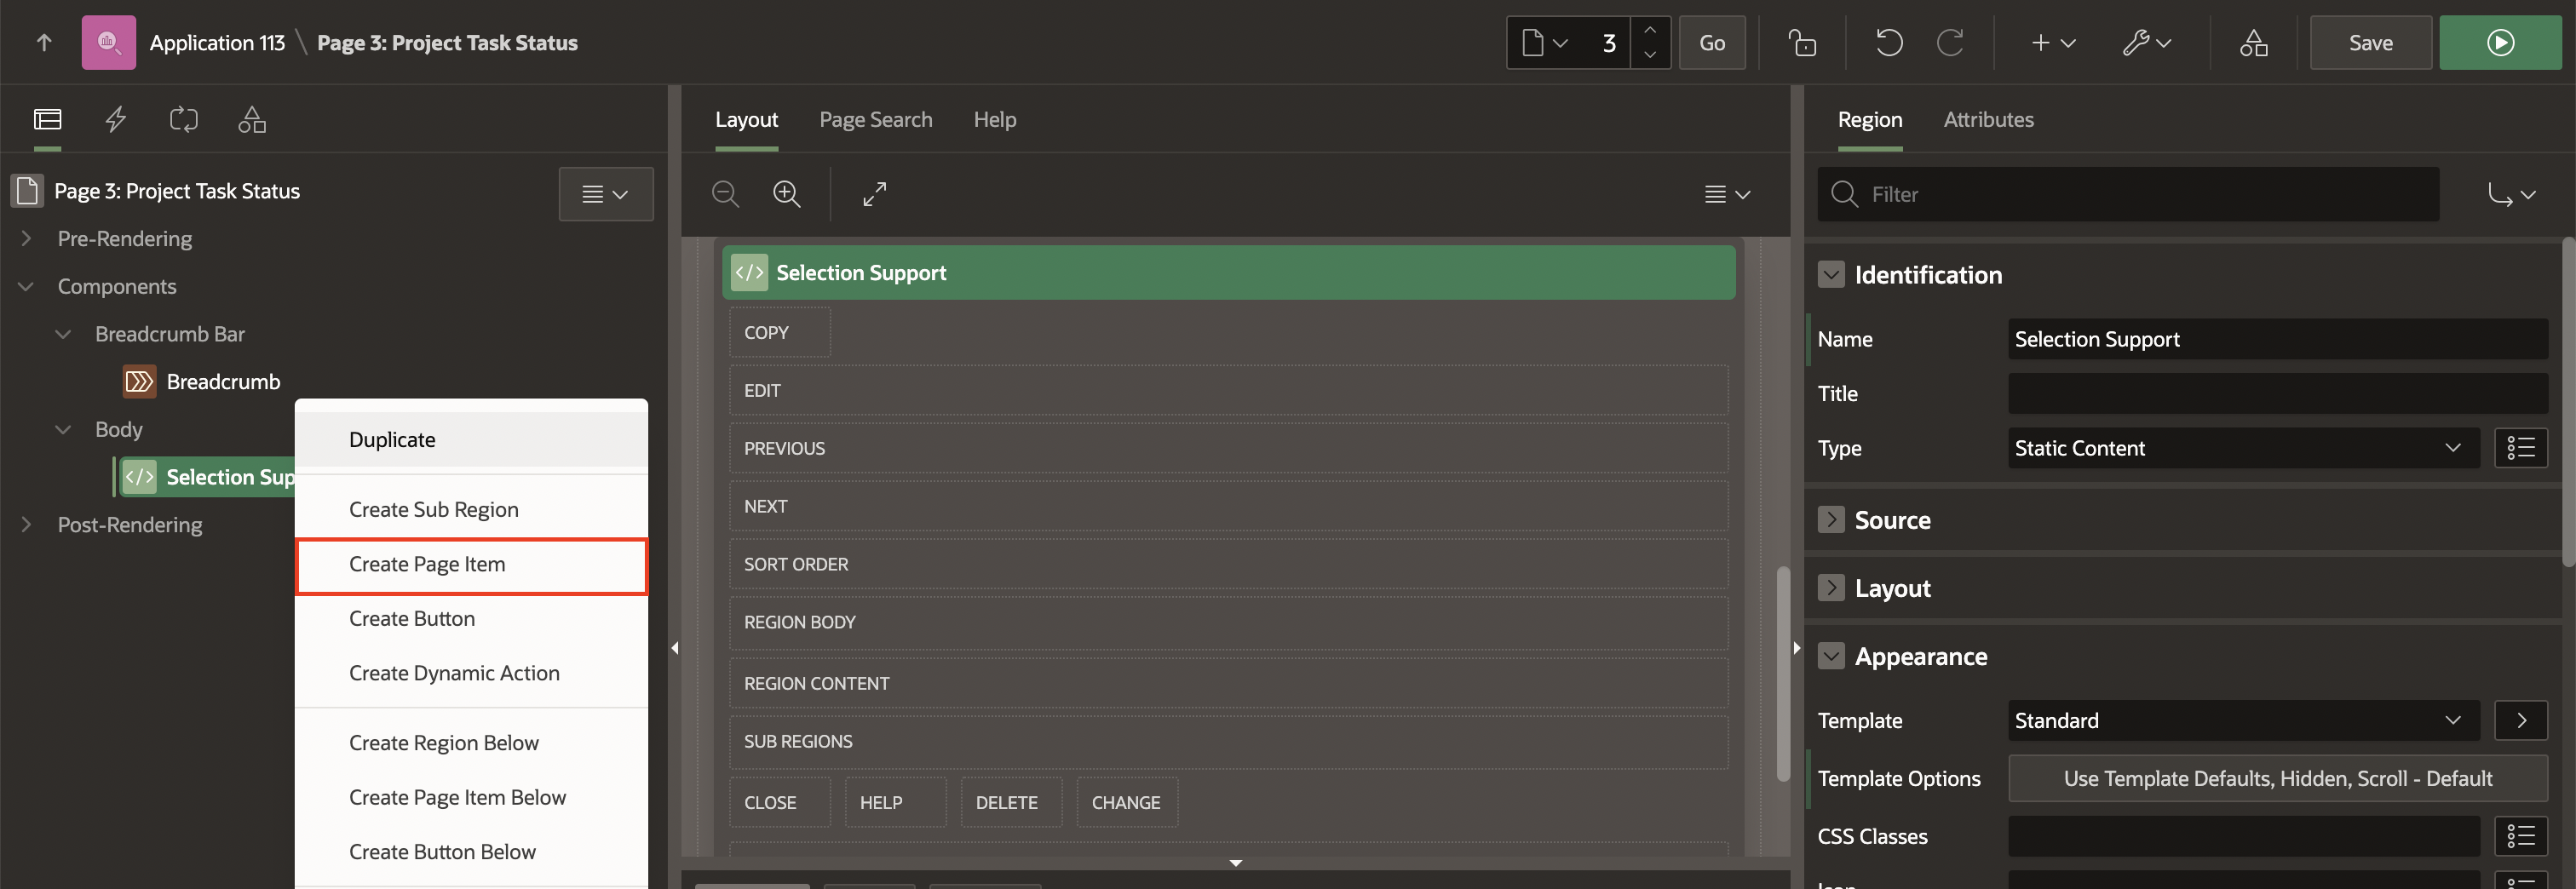 Application 113 \ Page 3: Project Task Status
3
Go
Save
Page 3: Project Task Status
Pre-Rendering
Components
Breadcrumb Bar
Breadcrumb
Body
Selection Sup
Post-Rendering
Duplicate
Create Sub Region
Create Page Item
Create Button
Create Dynamic Action
Create Region Below
Create Page Item Below
Create Button Below
Layout Page Search Help
Selection Support
COPY
EDIT
PREVIOUS
NEXT
SORT ORDER
REGION BODY
REGION CONTENT
SUB REGIONS
CLOSE HELP DELETE CHANGE
Region Attributes
Filter
Identification
Name Selection Support
Title
Type Static Content
Source
Layout
Appearance
Template Standard
Template Options Use Template Defaults, Hidden, Scroll - Default
CSS Classes